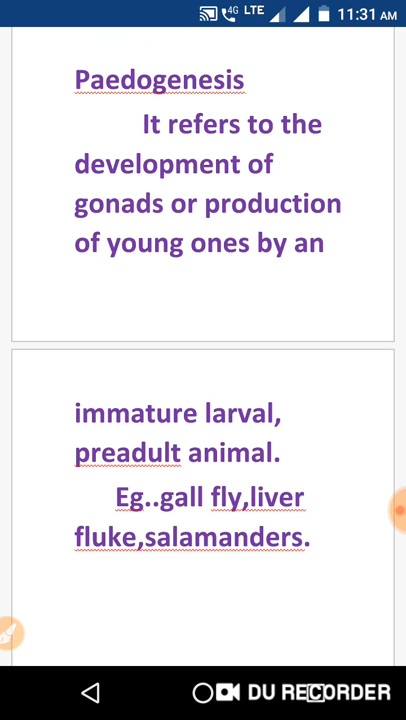 4G LTE 11:31 AM
Paedogenesis
It refers to the
development of
gonads or production
of young ones by an
immature larval,
preadult animal.
Eg..gall fly,liver
fluke,salamanders.
DU RECORDER